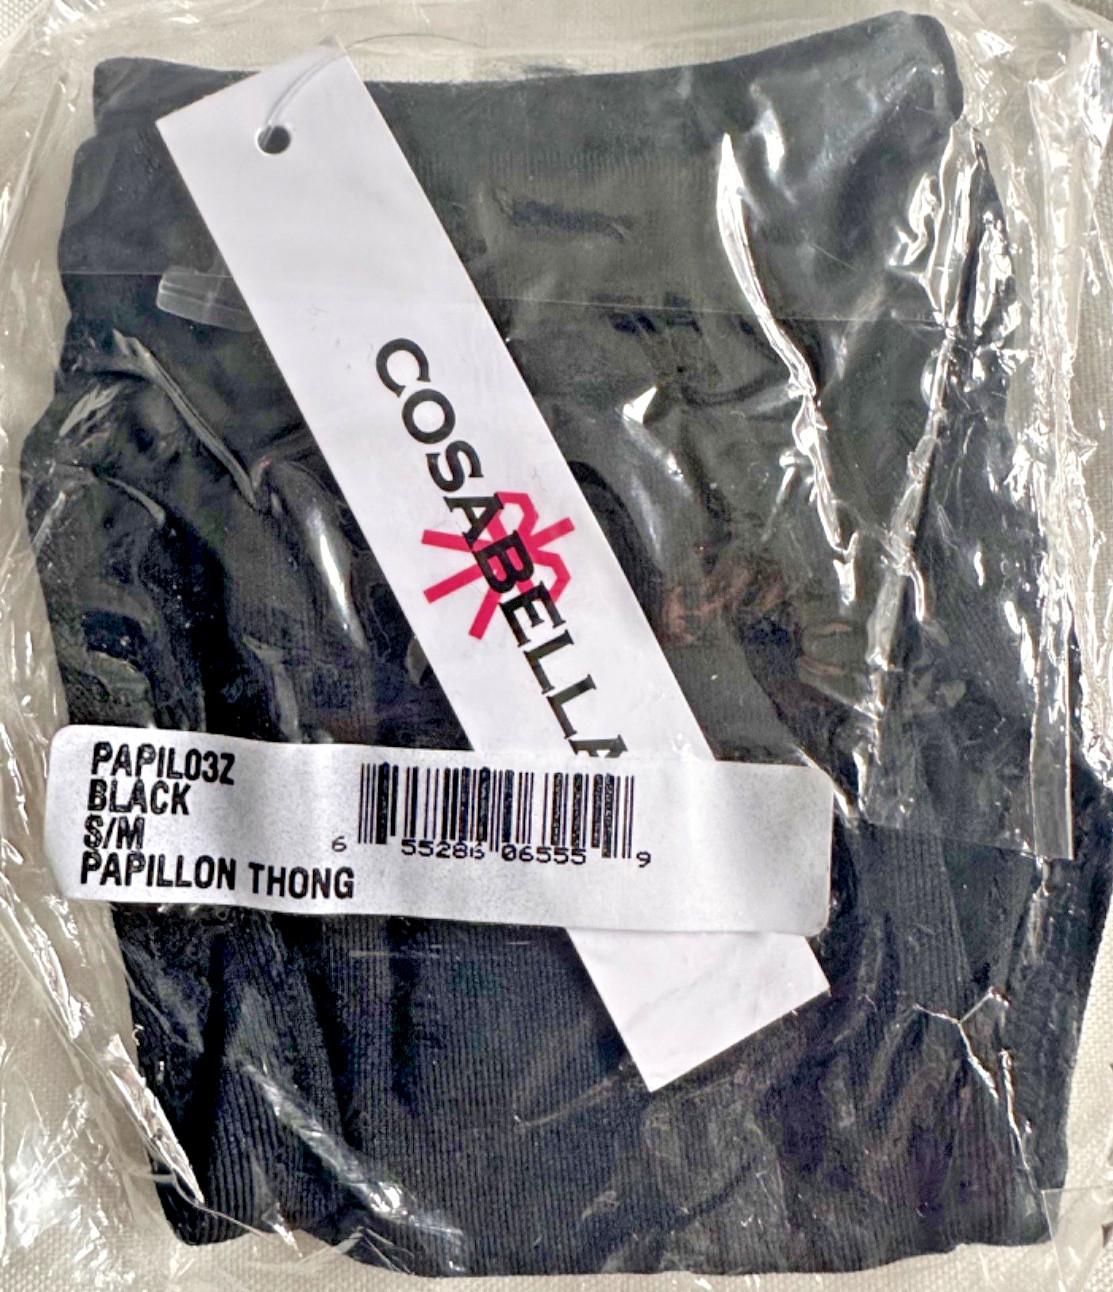 COSABELLA
PAPIL03Z
BLACK
S/M
PAPILLON THONG
6 55286 06555 9